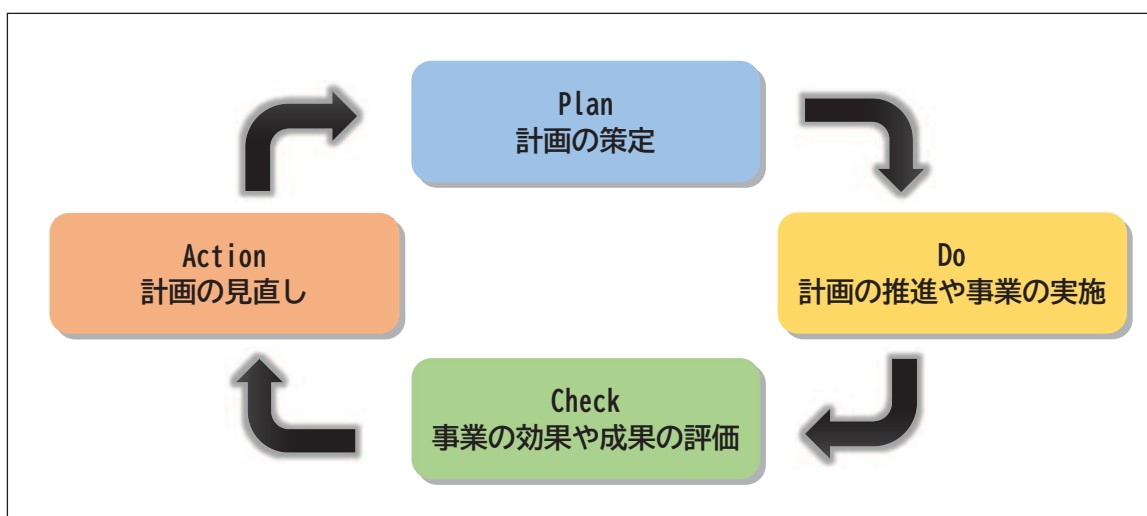 Plan
計画の策定
Do
計画の推進や事業の実施
Check
事業の効果や成果の評価
Action
計画の見直し